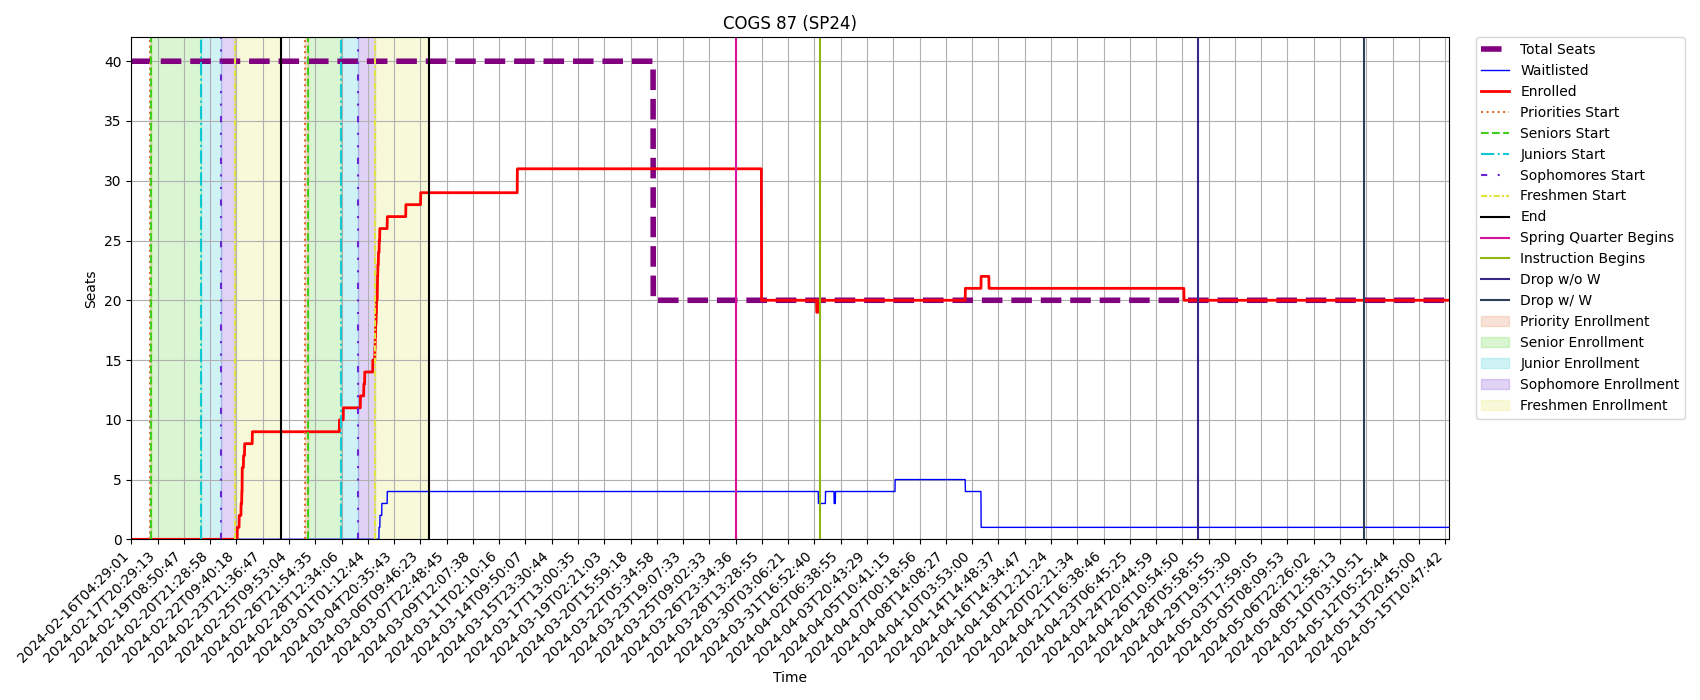 COGS 87 (SP24)
Seats
40
35
30
25
20
15
10
5
0
2024-02-16T04:29:01
2024-02-17T20:29:13
2024-02-19T08:50:47
2024-02-20T21:28:58
2024-02-22T09:40:18
2024-02-23T21:36:47
2024-02-25T09:53:04
2024-02-26T21:54:35
2024-02-28T12:34:06
2024-03-01T01:12:44
2024-03-04T20:35:43
2024-03-06T09:46:23
2024-03-07T22:48:45
2024-03-09T12:07:38
2024-03-11T02:10:16
2024-03-14T09:50:07
2024-03-15T23:30:44
2024-03-17T13:00:35
2024-03-19T02:21:03
2024-03-20T15:59:18
2024-03-22T05:34:58
2024-03-23T19:07:33
2024-03-25T09:02:33
2024-03-26T23:34:36
2024-03-28T13:28:55
2024-03-30T03:06:21
2024-03-31T16:52:40
2024-04-02T06:38:55
2024-04-03T20:43:29
2024-04-05T10:41:15
2024-04-07T00:18:56
2024-04-08T14:08:27
2024-04-10T03:53:00
2024-04-14T14:48:37
2024-04-16T14:34:47
2024-04-18T12:21:24
2024-04-20T02:21:34
2024-04-21T16:38:46
2024-04-23T06:45:25
2024-04-24T20:44:59
2024-04-26T10:54:50
2024-04-28T05:58:55
2024-04-29T19:55:30
2024-05-03T17:59:05
2024-05-05T08:09:53
2024-05-06T22:26:02
2024-05-08T12:58:13
2024-05-10T03:10:51
2024-05-12T05:25:44
2024-05-13T20:45:00
2024-05-15T10:47:42
Time
Total Seats
Waitlisted
Enrolled
Priorities Start
Seniors Start
Juniors Start
Sophomores Start
Freshmen Start
End
Spring Quarter Begins
Instruction Begins
Drop w/o W
Drop w/ W
Priority Enrollment
Senior Enrollment
Junior Enrollment
Sophomore Enrollment
Freshmen Enrollment